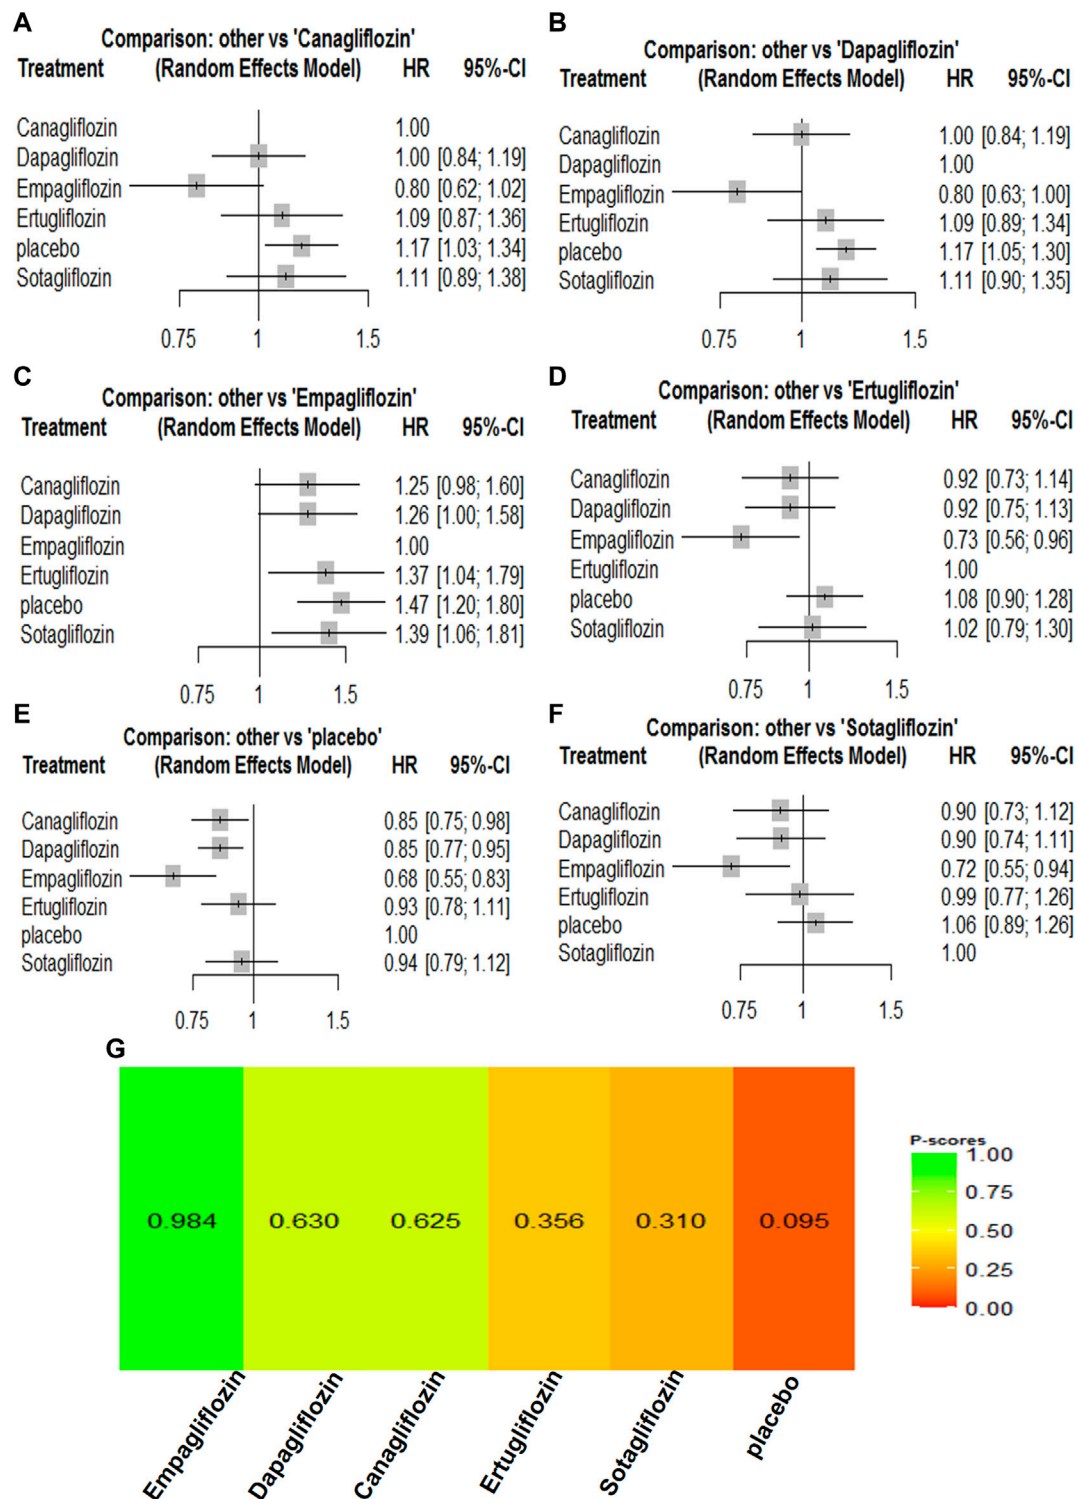 A
Comparison: other vs 'Canagliflozin'
Treatment (Random Effects Model) HR 95%-CI
Canagliflozin 1.00
Dapagliflozin 1.00 [0.84; 1.19]
Empagliflozin 0.80 [0.62; 1.02]
Ertugliflozin 1.09 [0.87; 1.36]
placebo 1.17 [1.03; 1.34]
Sotagliflozin 1.11 [0.89; 1.38]
0.75 1 1.5
B
Comparison: other vs 'Dapagliflozin'
Treatment (Random Effects Model) HR 95%-CI
Canagliflozin 1.00 [0.84; 1.19]
Dapagliflozin 1.00
Empagliflozin 0.80 [0.63; 1.00]
Ertugliflozin 1.09 [0.89; 1.34]
placebo 1.17 [1.05; 1.30]
Sotagliflozin 1.11 [0.90; 1.35]
0.75 1 1.5
C
Comparison: other vs 'Empagliflozin'
Treatment (Random Effects Model) HR 95%-CI
Canagliflozin 1.25 [0.98; 1.60]
Dapagliflozin 1.26 [1.00; 1.58]
Empagliflozin 1.00
Ertugliflozin 1.37 [1.04; 1.79]
placebo 1.47 [1.20; 1.80]
Sotagliflozin 1.39 [1.06; 1.81]
0.75 1 1.5
D
Comparison: other vs 'Ertugliflozin'
Treatment (Random Effects Model) HR 95%-CI
Canagliflozin 0.92 [0.73; 1.14]
Dapagliflozin 0.92 [0.75; 1.13]
Empagliflozin 0.73 [0.56; 0.96]
Ertugliflozin 1.00
placebo 1.08 [0.90; 1.28]
Sotagliflozin 1.02 [0.79; 1.30]
0.75 1 1.5
E
Comparison: other vs 'placebo'
Treatment (Random Effects Model) HR 95%-CI
Canagliflozin 0.85 [0.75; 0.98]
Dapagliflozin 0.85 [0.77; 0.95]
Empagliflozin 0.68 [0.55; 0.83]
Ertugliflozin 0.93 [0.78; 1.11]
placebo 1.00
Sotagliflozin 0.94 [0.79; 1.12]
0.75 1 1.5
F
Comparison: other vs 'Sotagliflozin'
Treatment (Random Effects Model) HR 95%-CI
Canagliflozin 0.90 [0.73; 1.12]
Dapagliflozin 0.90 [0.74; 1.11]
Empagliflozin 0.72 [0.55; 0.94]
Ertugliflozin 0.99 [0.77; 1.26]
placebo 1.06 [0.89; 1.26]
Sotagliflozin 1.00
0.75 1 1.5
G
0.984 0.630 0.625 0.356 0.310 0.095
Empagliflozin Dapagliflozin Canagliflozin Ertugliflozin Sotagliflozin placebo
P-scores
1.00
0.75
0.50
0.25
0.00